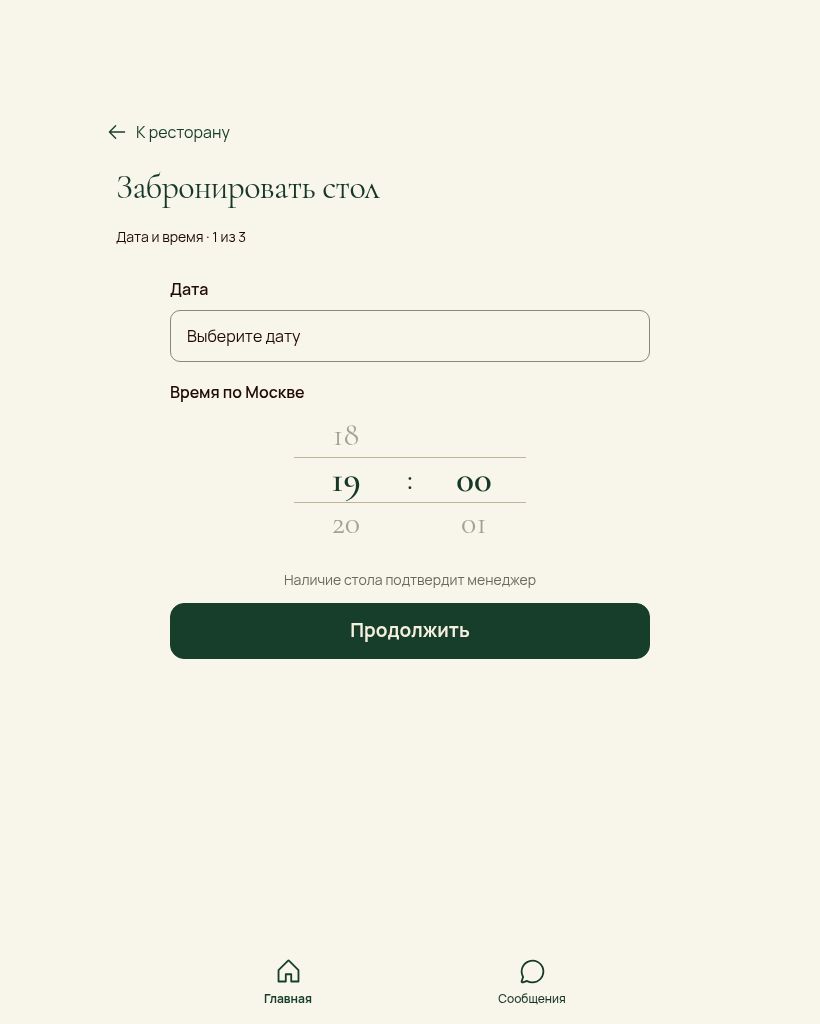 К ресторану
Забронировать стол
Дата и время · 1 из 3
Дата
Выберите дату
Время по Москве
18
19 : 00
20 01
Наличие стола подтвердит менеджер
Продолжить
Главная Сообщения